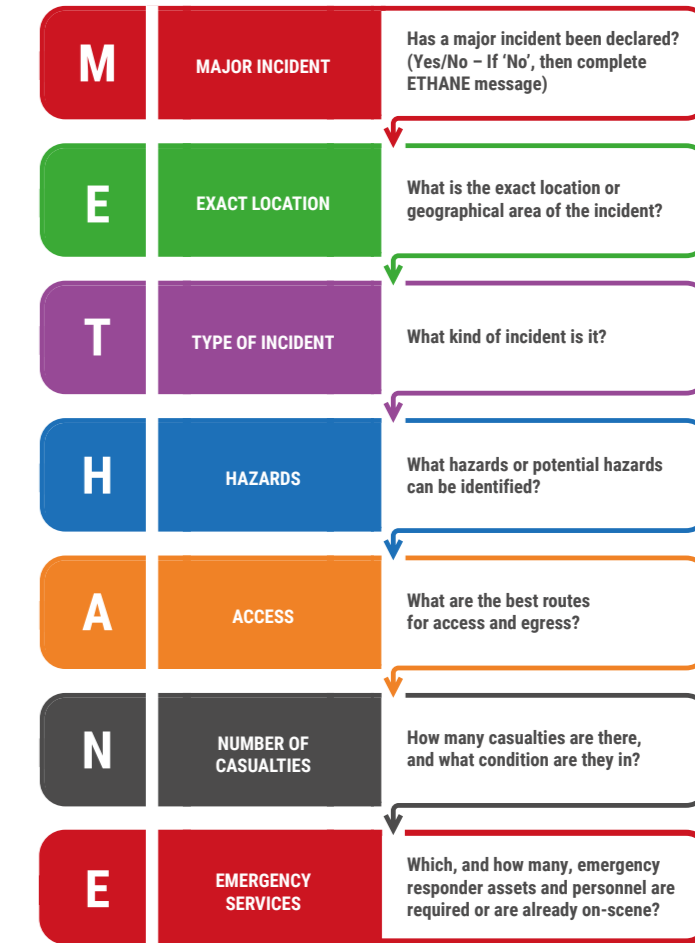 M
MAJOR INCIDENT
Has a major incident been declared?
(Yes/No – If ‘No’, then complete
ETHANE message)
E
EXACT LOCATION
What is the exact location or
geographical area of the incident?
T
TYPE OF INCIDENT
What kind of incident is it?
H
HAZARDS
What hazards or potential hazards
can be identified?
A
ACCESS
What are the best routes
for access and egress?
N
NUMBER OF
CASUALTIES
How many casualties are there,
and what condition are they in?
E
EMERGENCY
SERVICES
Which, and how many, emergency
responder assets and personnel are
required or are already on-scene?